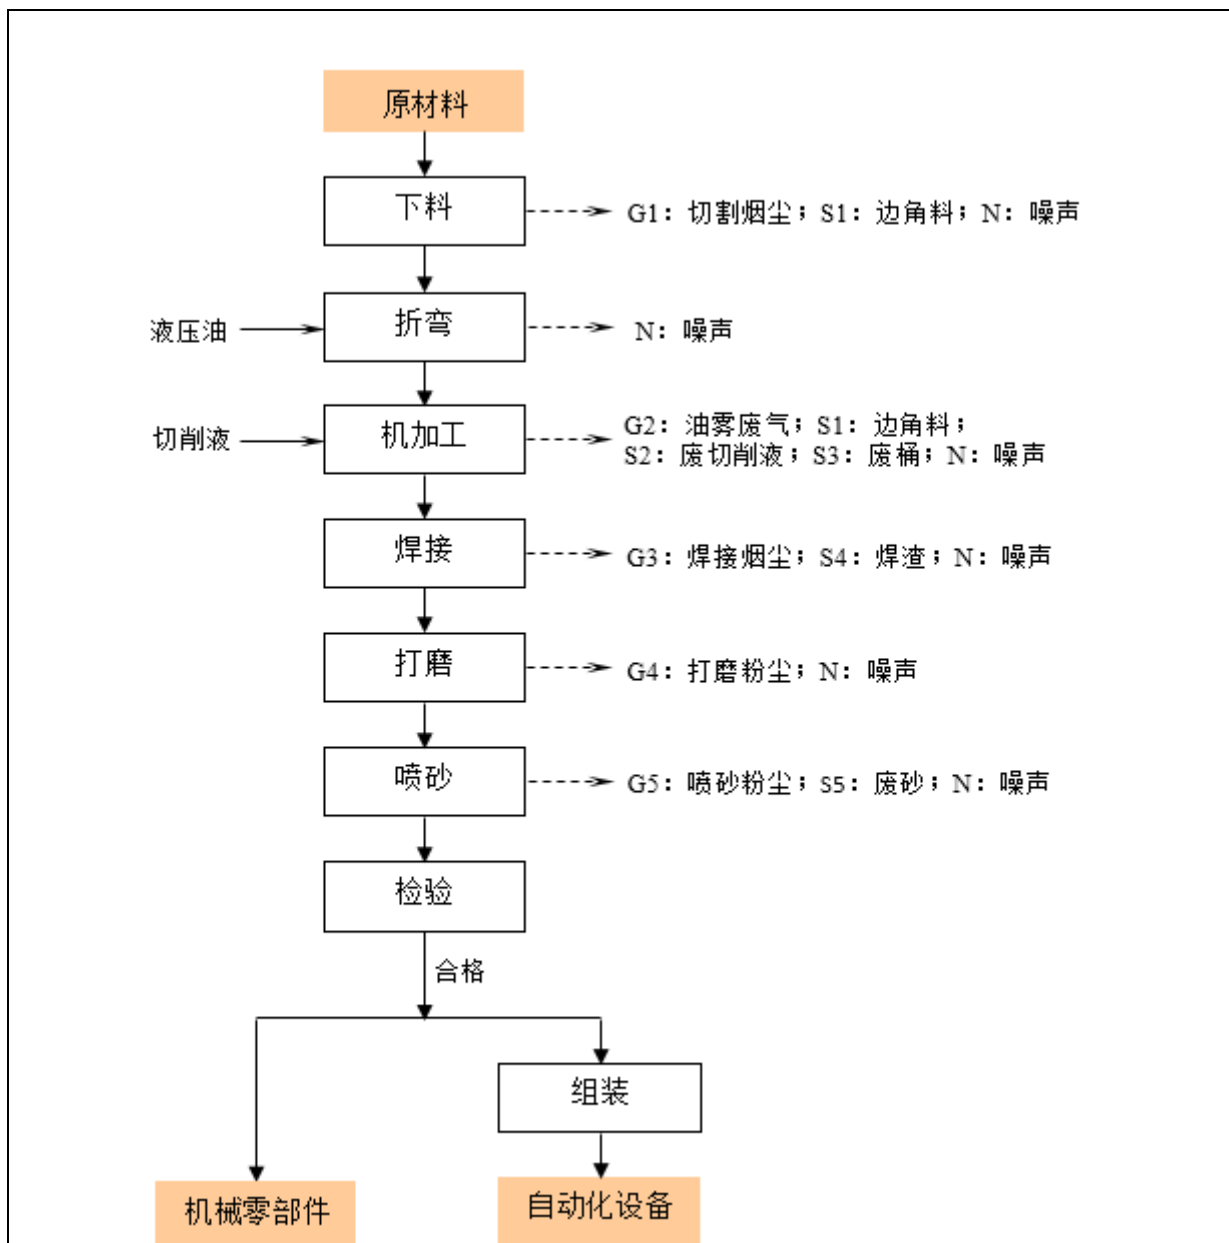 原材料
下料
G1：切割烟尘；S1：边角料；N：噪声
液压油
折弯
N：噪声
切削液
机加工
G2：油雾废气；S1：边角料；
S2：废切削液；S3：废桶；N：噪声
焊接
G3：焊接烟尘；S4：焊渣；N：噪声
打磨
G4：打磨粉尘；N：噪声
喷砂
G5：喷砂粉尘；S5：废砂；N：噪声
检验
合格
组装
机械零部件
自动化设备